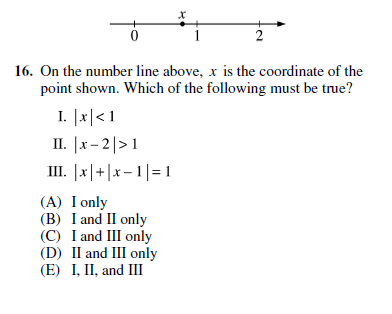 x
0 1 2
16. On the number line above, x is the coordinate of the
point shown. Which of the following must be true?
I. |x| < 1
II. |x − 2| > 1
III. |x| + |x − 1| = 1
(A) I only
(B) I and II only
(C) I and III only
(D) II and III only
(E) I, II, and III